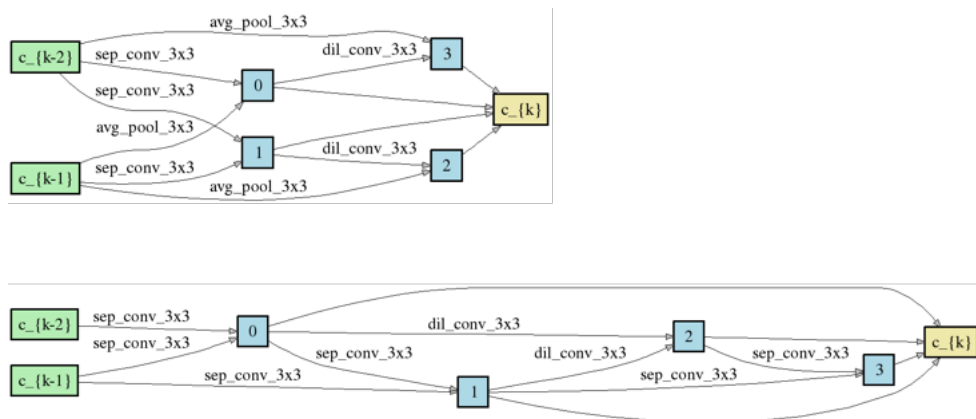 avg_pool_3x3
c_{k-2}
sep_conv_3x3
dil_conv_3x3
3
0
sep_conv_3x3
c_{k}
avg_pool_3x3
1
dil_conv_3x3
c_{k-1}
sep_conv_3x3
2
avg_pool_3x3
c_{k-2}
sep_conv_3x3
0
dil_conv_3x3
2
c_{k}
sep_conv_3x3
sep_conv_3x3
dil_conv_3x3
sep_conv_3x3
c_{k-1}
sep_conv_3x3
1
sep_conv_3x3
3